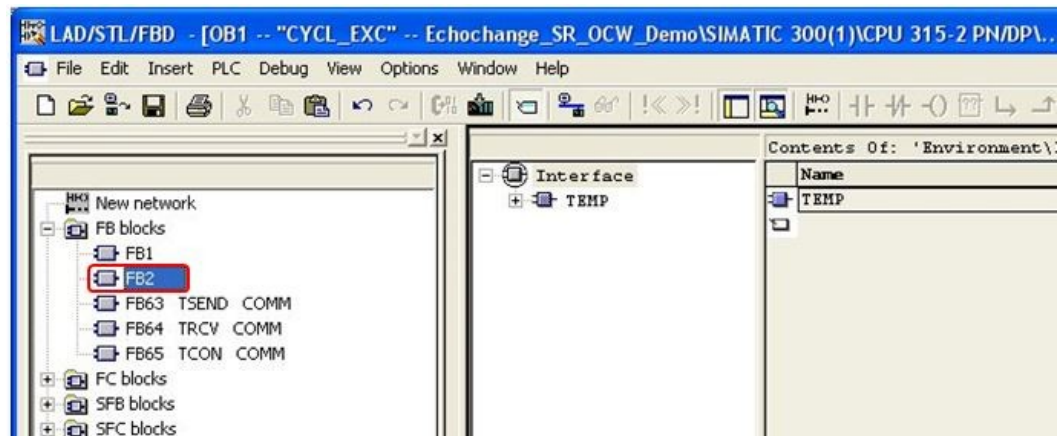 LAD/STL/FBD - [OB1 -- "CYCL_EXC" -- Echochange_SR_OCW_Demo\SIMATIC 300(1)\CPU 315-2 PN/DP\...
File Edit Insert PLC Debug View Options Window Help
Contents Of: 'Environment\
Interface
Name
TEMP
TEMP
New network
FB blocks
FB1
FB2
FB63 TSEND COMM
FB64 TRCV COMM
FB65 TCON COMM
FC blocks
SFB blocks
SFC blocks